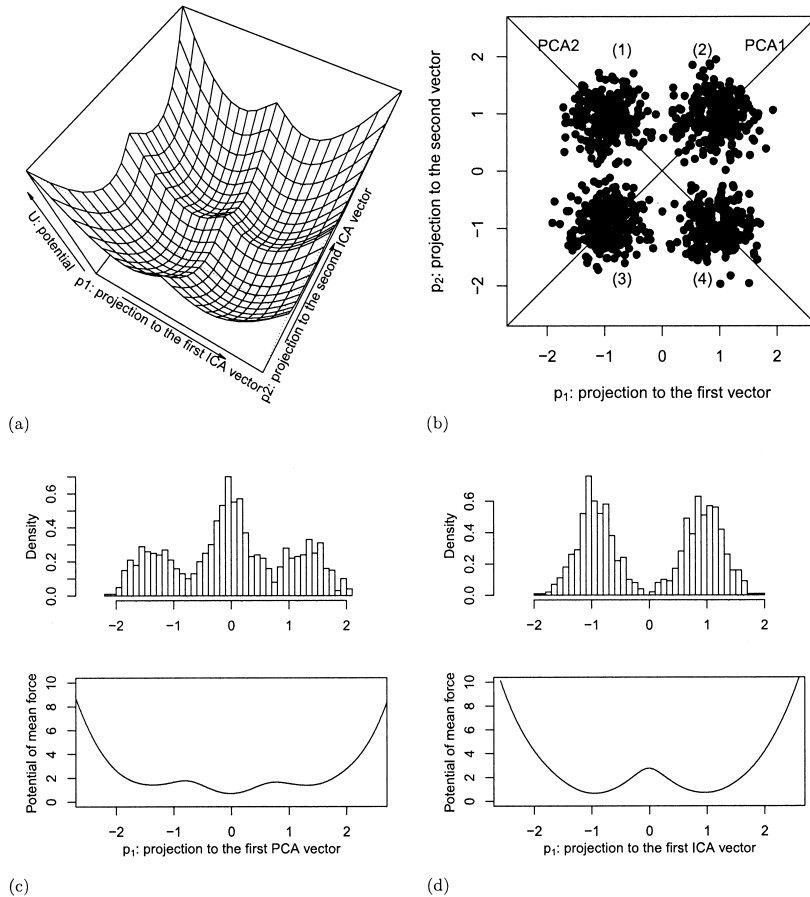 U: potential
p1: projection to the first ICA vector
p2: projection to the second ICA vector
(a)
p₂: projection to the second vector
2
1
0
−1
−2
PCA2
(1)
(2)
PCA1
(3)
(4)
−2 −1 0 1 2
p₁: projection to the first vector
(b)
Density
0.6
0.4
0.2
0.0
−2 −1 0 1 2
Potential of mean force
10
8
6
4
2
0
−2 −1 0 1 2
p₁: projection to the first PCA vector
(c)
Density
0.6
0.4
0.2
0.0
−2 −1 0 1 2
Potential of mean force
10
8
6
4
2
0
−2 −1 0 1 2
p₁: projection to the first ICA vector
(d)